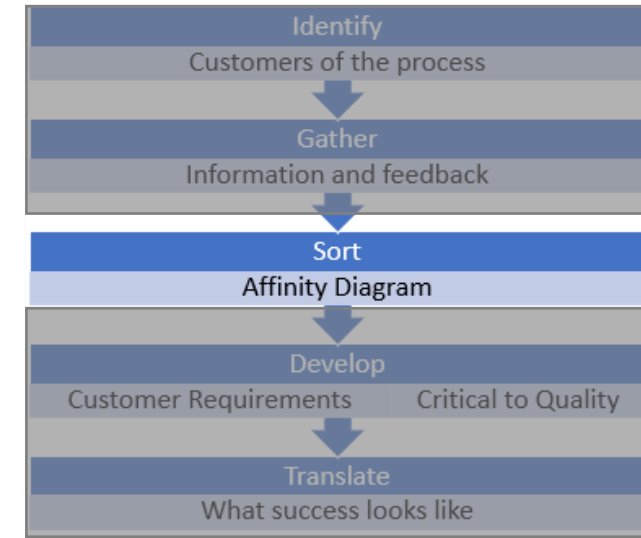 Identify
Customers of the process
Gather
Information and feedback
Sort
Affinity Diagram
Develop
Customer Requirements Critical to Quality
Translate
What success looks like